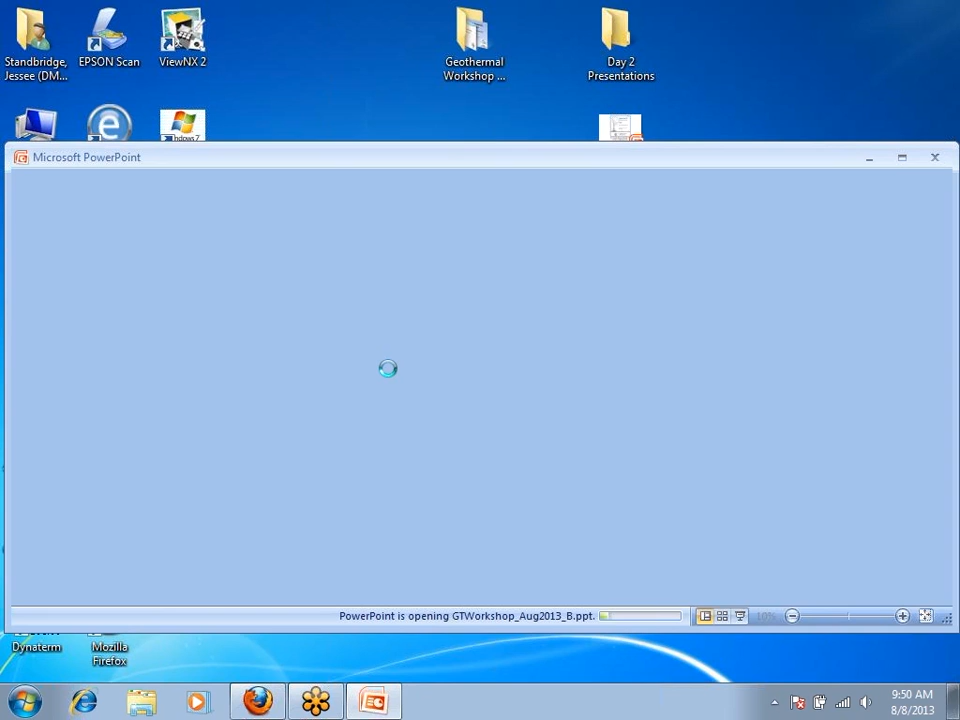 Standbridge,
Jessee (DM...
EPSON Scan
ViewNX 2
Geothermal
Workshop ...
Day 2
Presentations
Microsoft PowerPoint
PowerPoint is opening GTWorkshop_Aug2013_B.ppt.
10%
Dynaterm
Mozilla
Firefox
9:50 AM
8/8/2013